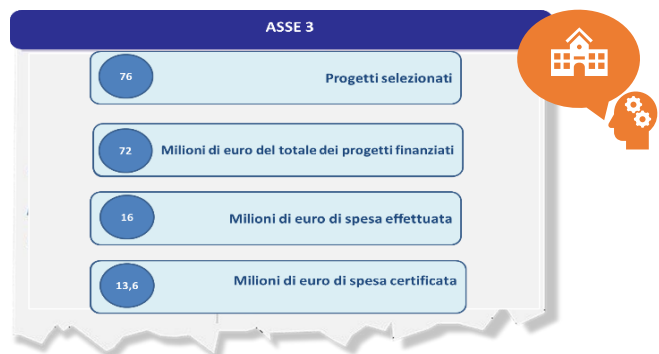 ASSE 3
76 Progetti selezionati
72 Milioni di euro del totale dei progetti finanziati
16 Milioni di euro di spesa effettuata
13,6 Milioni di euro di spesa certificata